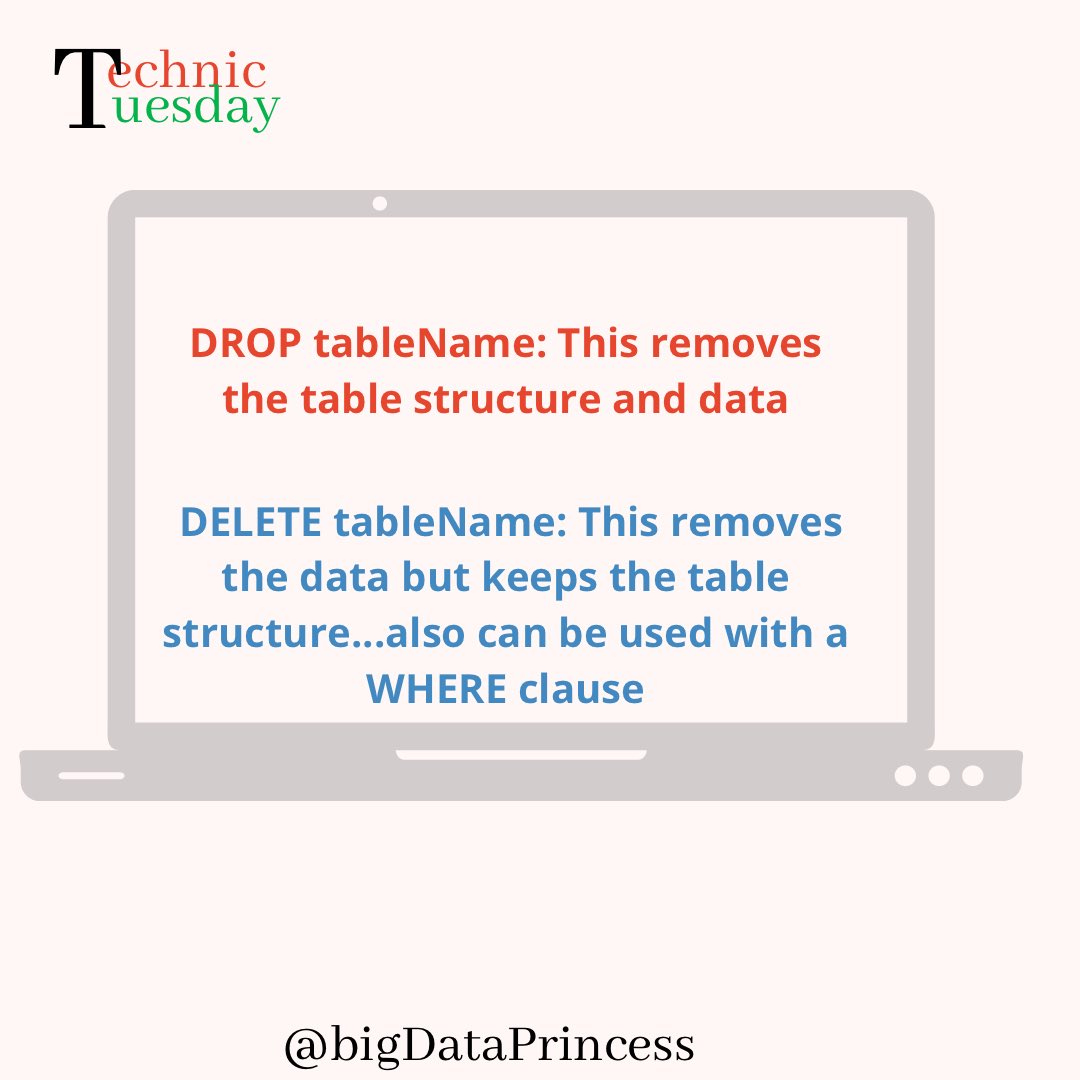 Technic
Tuesday
DROP tableName: This removes
the table structure and data
DELETE tableName: This removes
the data but keeps the table
structure...also can be used with a
WHERE clause
@bigDataPrincess